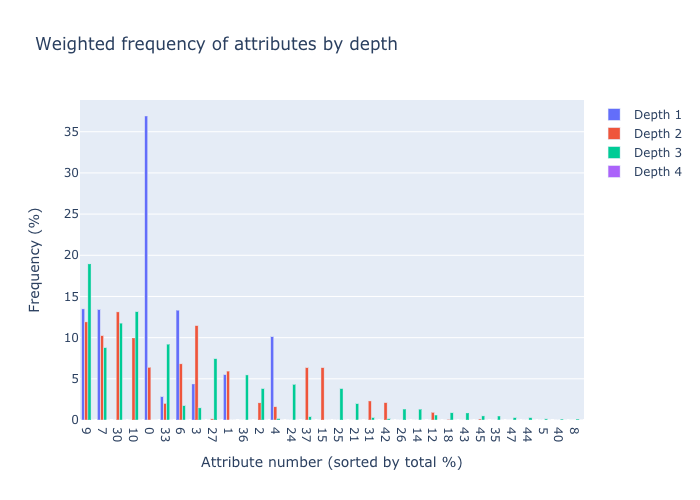 Weighted frequency of attributes by depth
Depth 1
Depth 2
Depth 3
Depth 4
Frequency (%)
35
30
25
20
15
10
5
0
9 7 30 10 0 33 6 3 27 1 36 2 4 24 37 15 25 21 31 42 26 14 12 18 43 45 35 47 44 5 40 8
Attribute number (sorted by total %)